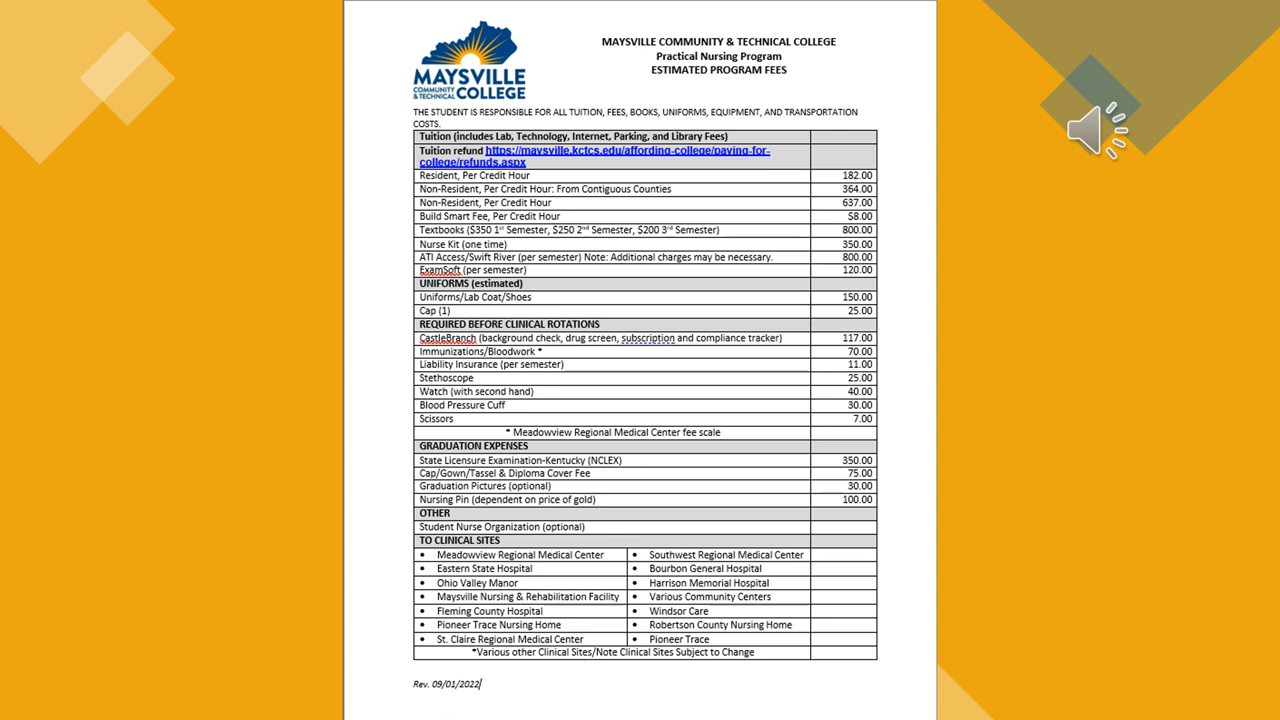 MAYSVILLE
COMMUNITY & TECHNICAL COLLEGE
MAYSVILLE COMMUNITY & TECHNICAL COLLEGE
Practical Nursing Program
ESTIMATED PROGRAM FEES
THE STUDENT IS RESPONSIBLE FOR ALL TUITION, FEES, BOOKS, UNIFORMS, EQUIPMENT, AND TRANSPORTATION
COSTS.
Tuition (includes Lab, Technology, Internet, Parking, and Library Fees)
Tuition refund https://maysville.kctcs.edu/affording-college/paying-for-
college/refunds.aspx
Resident, Per Credit Hour 182.00
Non-Resident, Per Credit Hour: From Contiguous Counties 364.00
Non-Resident, Per Credit Hour 637.00
Build Smart Fee, Per Credit Hour $8.00
Textbooks ($350 1st Semester, $250 2nd Semester, $200 3rd Semester) 800.00
Nurse Kit (one time) 350.00
ATI Access/Swift River (per semester) Note: Additional charges may be necessary. 800.00
ExamSoft (per semester) 120.00
UNIFORMS (estimated)
Uniforms/Lab Coat/Shoes 150.00
Cap (1) 25.00
REQUIRED BEFORE CLINICAL ROTATIONS
CastleBranch (background check, drug screen, subscription and compliance tracker) 117.00
Immunizations/Bloodwork * 70.00
Liability Insurance (per semester) 11.00
Stethoscope 25.00
Watch (with second hand) 40.00
Blood Pressure Cuff 30.00
Scissors 7.00
* Meadowview Regional Medical Center fee scale
GRADUATION EXPENSES
State Licensure Examination-Kentucky (NCLEX) 350.00
Cap/Gown/Tassel & Diploma Cover Fee 75.00
Graduation Pictures (optional) 30.00
Nursing Pin (dependent on price of gold) 100.00
OTHER
Student Nurse Organization (optional)
TO CLINICAL SITES
• Meadowview Regional Medical Center • Southwest Regional Medical Center
• Eastern State Hospital • Bourbon General Hospital
• Ohio Valley Manor • Harrison Memorial Hospital
• Maysville Nursing & Rehabilitation Facility • Various Community Centers
• Fleming County Hospital • Windsor Care
• Pioneer Trace Nursing Home • Robertson County Nursing Home
• St. Claire Regional Medical Center • Pioneer Trace
*Various other Clinical Sites/Note Clinical Sites Subject to Change
Rev. 09/01/2022